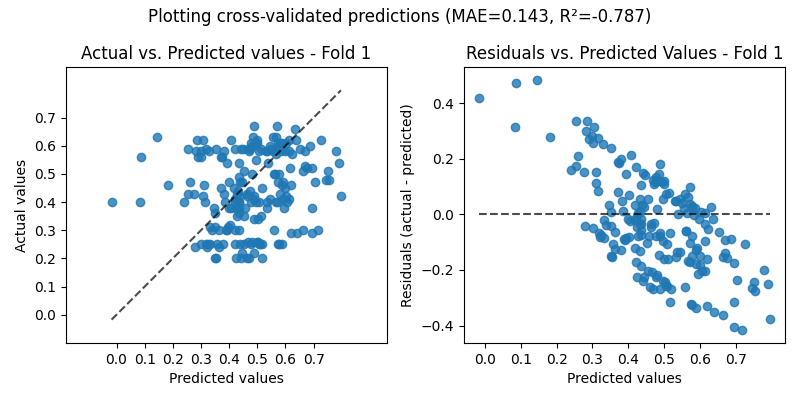 Plotting cross-validated predictions (MAE=0.143, R²=-0.787)
Actual vs. Predicted values - Fold 1
Actual values
0.7
0.6
0.5
0.4
0.3
0.2
0.1
0.0
0.0 0.1 0.2 0.3 0.4 0.5 0.6 0.7
Predicted values
Residuals vs. Predicted Values - Fold 1
Residuals (actual - predicted)
0.4
0.2
0.0
−0.2
−0.4
0.0 0.1 0.2 0.3 0.4 0.5 0.6 0.7
Predicted values